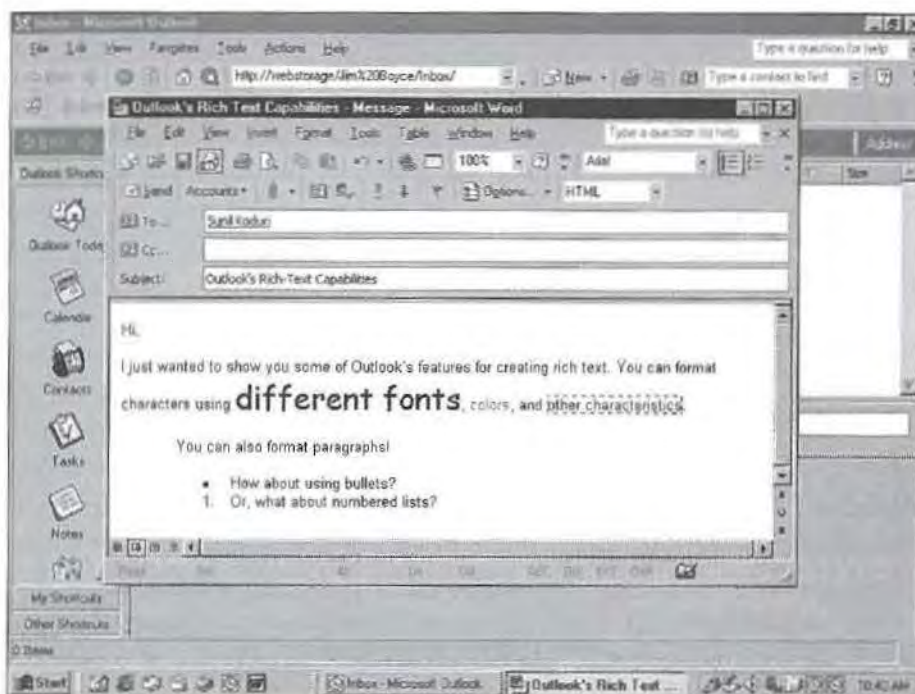 Inbox - Microsoft Outlook
File Edit View Favorites Tools Actions Help Type a question for help
http://webstorage/Jim%20Boyce/Inbox/ New Type a contact to find
Outlook's Rich Text Capabilities - Message - Microsoft Word
File Edit View Insert Format Tools Table Window Help Type a question for help
100% Arial
Send Accounts Options... HTML
To... Sunil Koduri
Cc...
Subject: Outlook's Rich-Text Capabilities
Hi,
I just wanted to show you some of Outlook's features for creating rich text. You can format
characters using different fonts, colors, and other characteristics.
You can also format paragraphs!
• How about using bullets?
1. Or, what about numbered lists?
Address
Size
Outlook Shortcuts
Outlook Today
Calendar
Contacts
Tasks
Notes
My Shortcuts
Other Shortcuts
0 Items
Start Inbox - Microsoft Outlook Outlook's Rich Text ... 10:40 AM